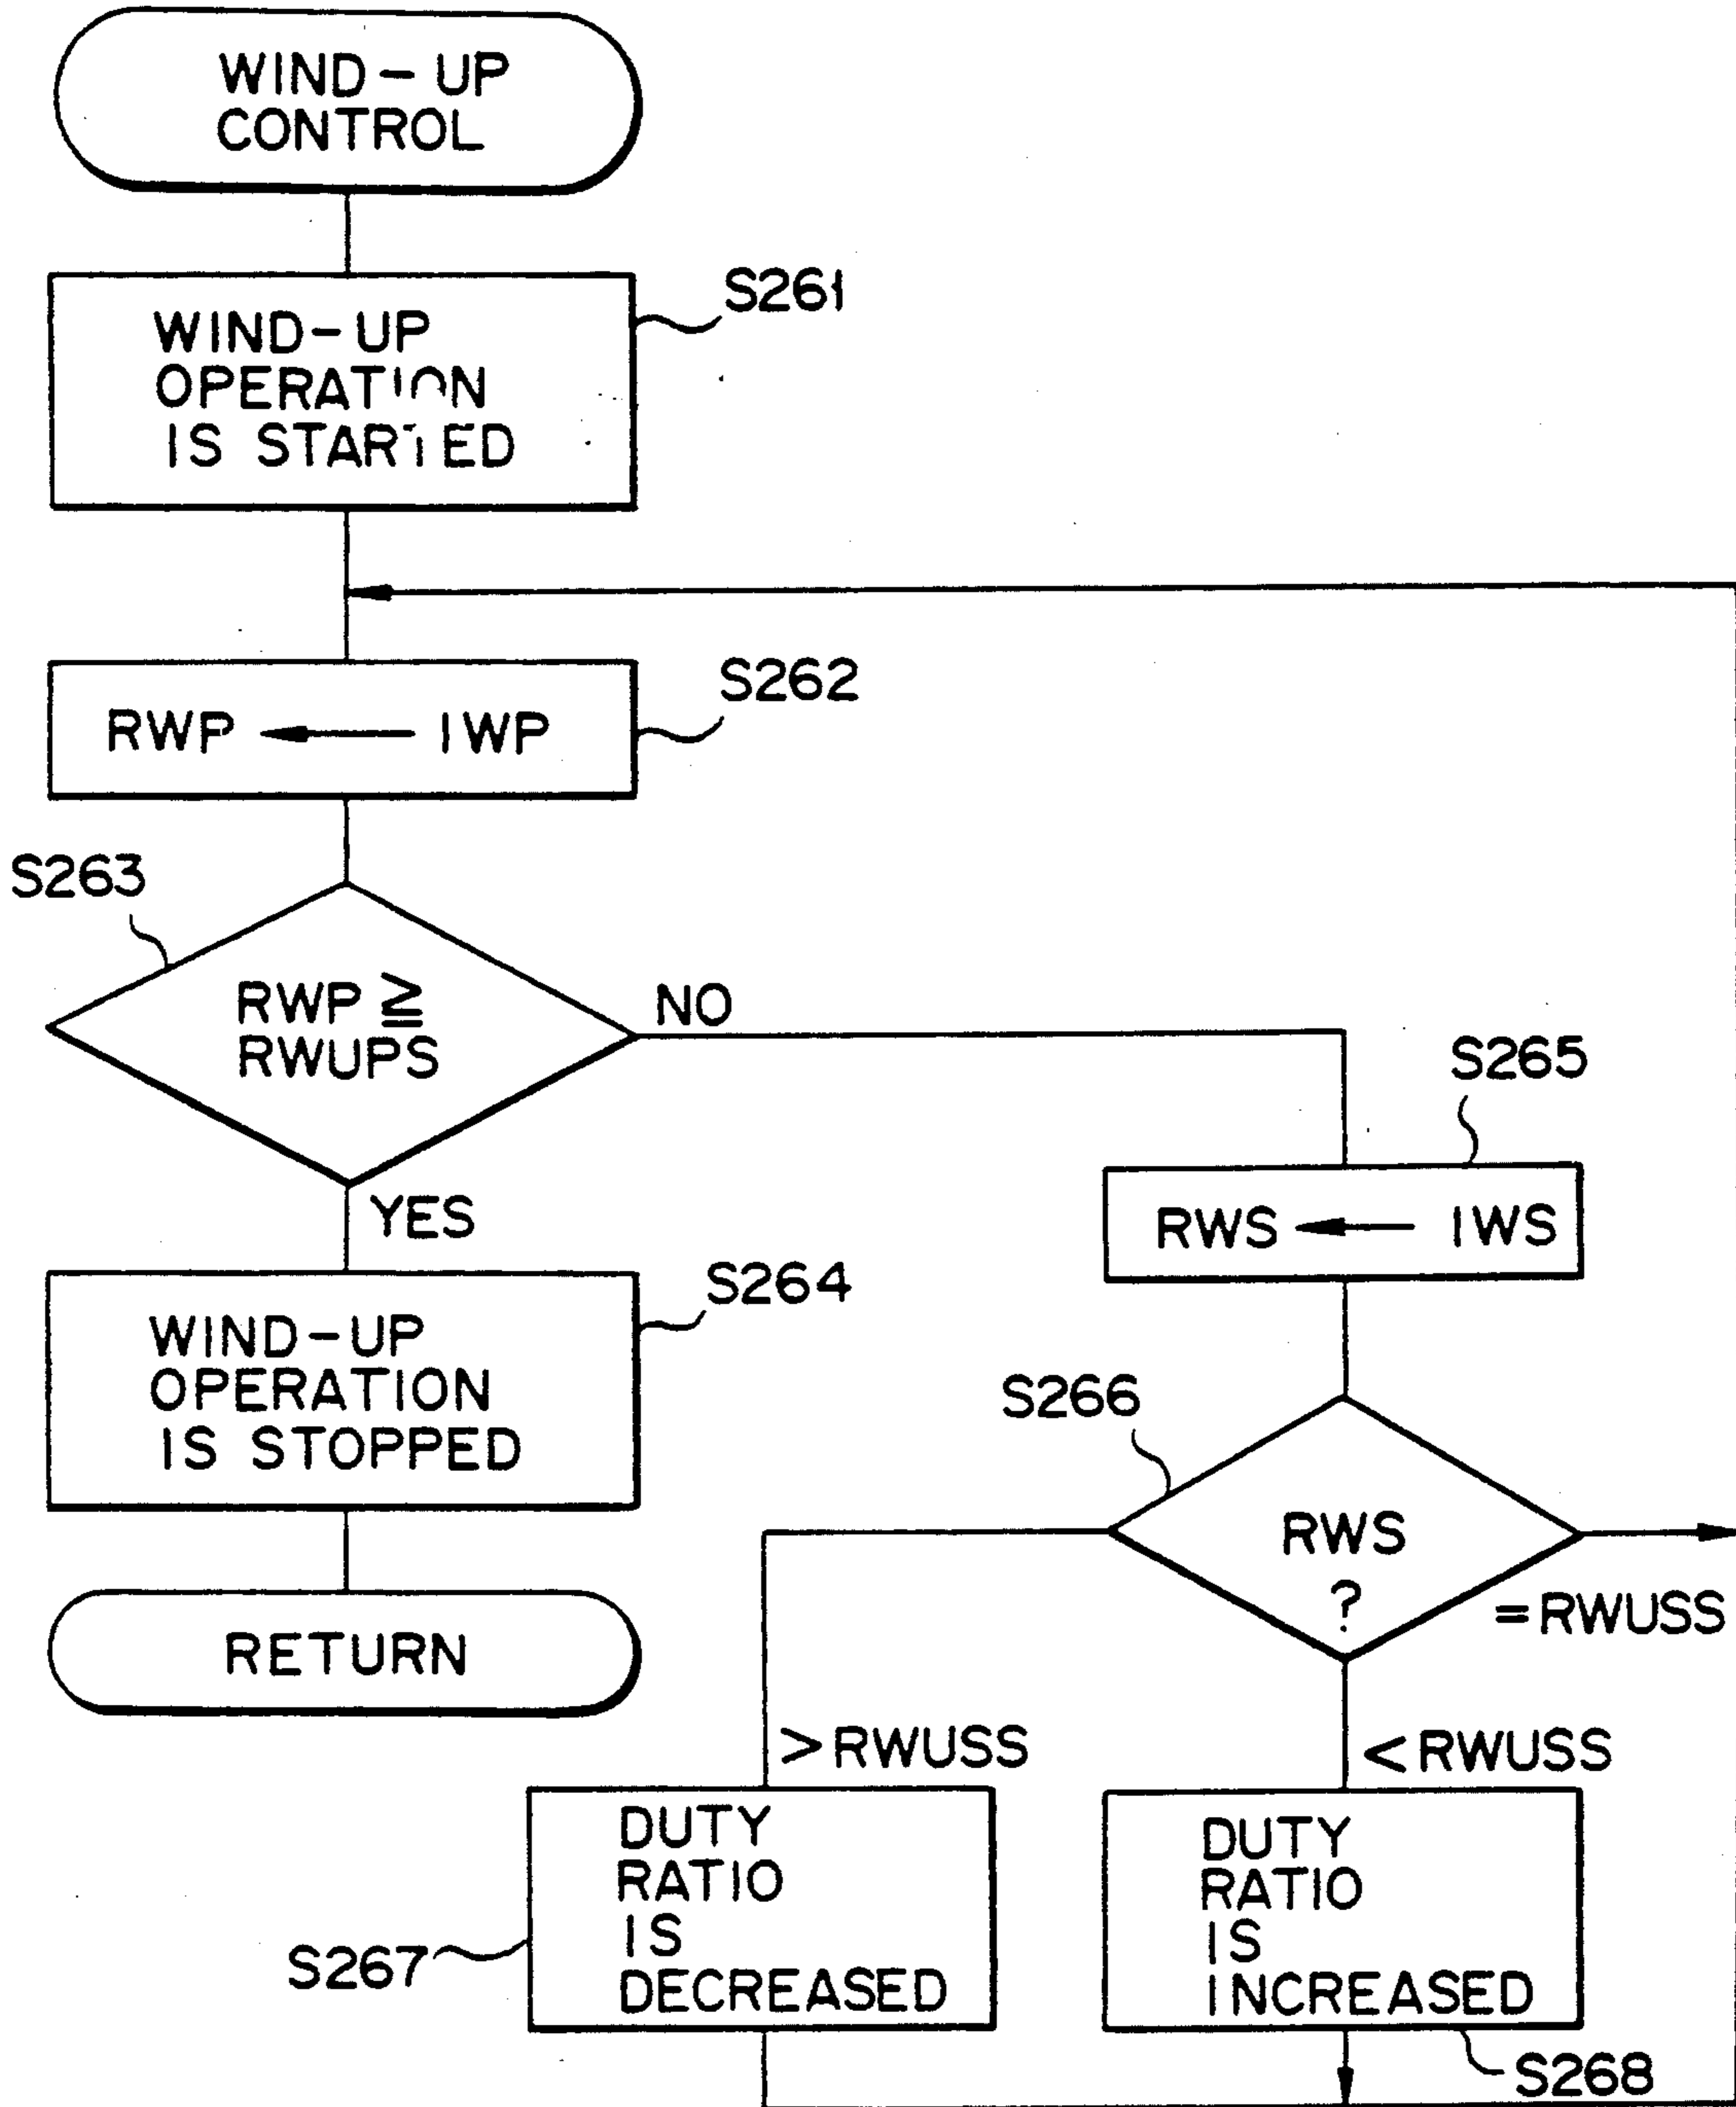 WIND-UP
CONTROL
S261
WIND-UP
OPERATION
IS STARTED
S262
RWP ← IWP
S263
RWP ≧
RWUPS
NO
YES
S264
WIND-UP
OPERATION
IS STOPPED
RETURN
S265
RWS ← IWS
S266
RWS
?
=RWUSS
>RWUSS
<RWUSS
DUTY
RATIO
IS
DECREASED
S267
DUTY
RATIO
IS
INCREASED
S268